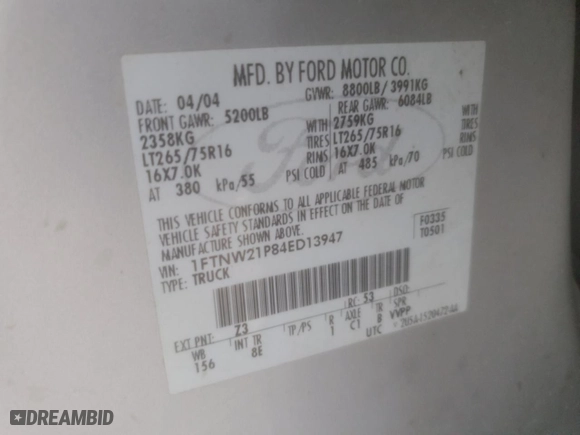 MFD. BY FORD MOTOR CO.
DATE: 04/04 GVWR: 8800LB/ 3991KG
FRONT GAWR: 5200LB REAR GAWR: 6084LB
2358KG WITH 2759KG WITH
LT265/75R16 TIRES LT265/75R16 TIRES
16X7.0K RIMS 16X7.0K RIMS
AT 380 kPa/55 PSI COLD AT 485 kPa/70 PSI COLD
THIS VEHICLE CONFORMS TO ALL APPLICABLE FEDERAL MOTOR
VEHICLE SAFETY STANDARDS IN EFFECT ON THE DATE OF
MANUFACTURE SHOWN ABOVE.
VIN: 1FTNW21P84ED13947 F0335
TYPE: TRUCK T0501
EXT PNT: Z3 RC: 53 DSO:
WB INT TR TP/PS R AXLE TR SPR
156 8E 1 C1 B VVPP
UTC
Ford
DREAMBID